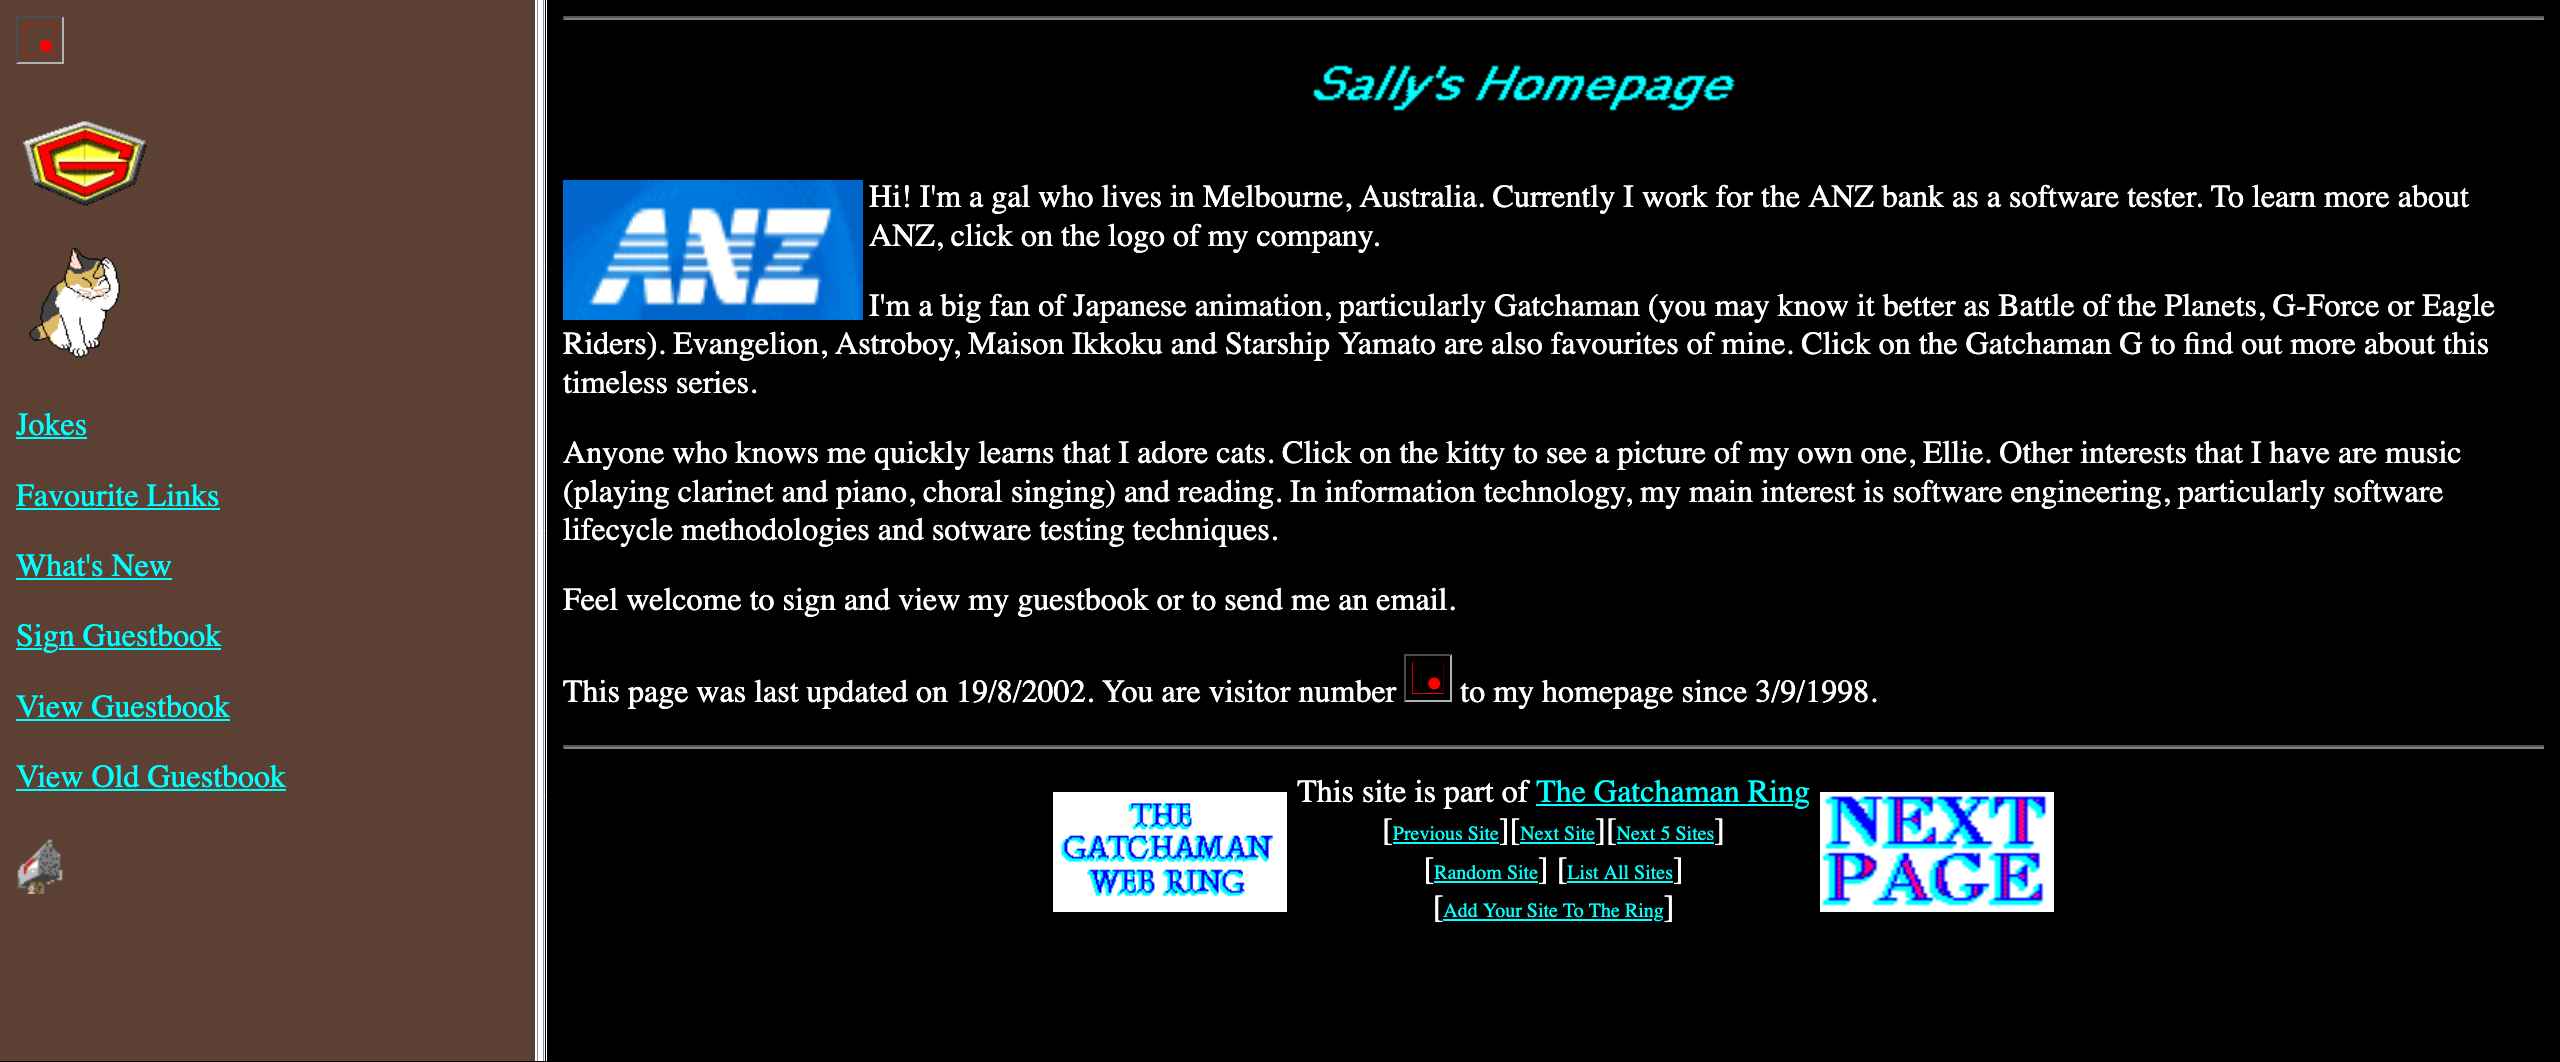 G
Jokes
Favourite Links
What's New
Sign Guestbook
View Guestbook
View Old Guestbook
Sally's Homepage
ANZ
Hi! I'm a gal who lives in Melbourne, Australia. Currently I work for the ANZ bank as a software tester. To learn more about
ANZ, click on the logo of my company.
I'm a big fan of Japanese animation, particularly Gatchaman (you may know it better as Battle of the Planets, G-Force or Eagle
Riders). Evangelion, Astroboy, Maison Ikkoku and Starship Yamato are also favourites of mine. Click on the Gatchaman G to find out more about this
timeless series.
Anyone who knows me quickly learns that I adore cats. Click on the kitty to see a picture of my own one, Ellie. Other interests that I have are music
(playing clarinet and piano, choral singing) and reading. In information technology, my main interest is software engineering, particularly software
lifecycle methodologies and sotware testing techniques.
Feel welcome to sign and view my guestbook or to send me an email.
This page was last updated on 19/8/2002. You are visitor number to my homepage since 3/9/1998.
THE
GATCHAMAN
WEB RING
This site is part of The Gatchaman Ring
[Previous Site][Next Site][Next 5 Sites]
[Random Site] [List All Sites]
[Add Your Site To The Ring]
NEXT
PAGE